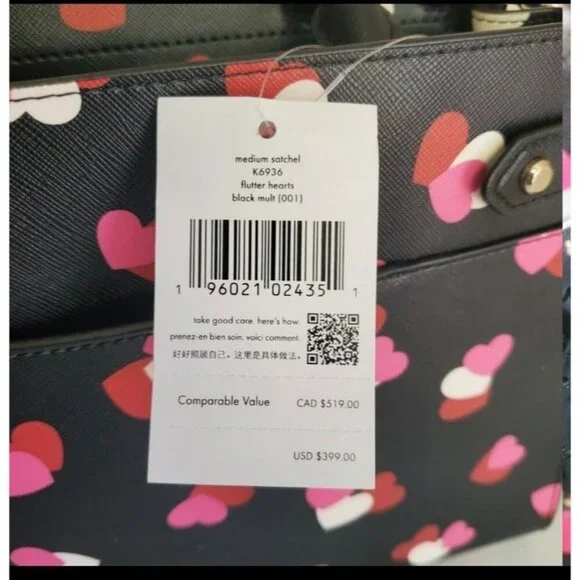 medium satchel
K6936
flutter hearts
black mult (001)
1 96021 02435 1
take good care. here's how.
prenez-en bien soin. voici comment.
好好照顾自己。这里是具体做法。
Comparable Value CAD $519.00
USD $399.00